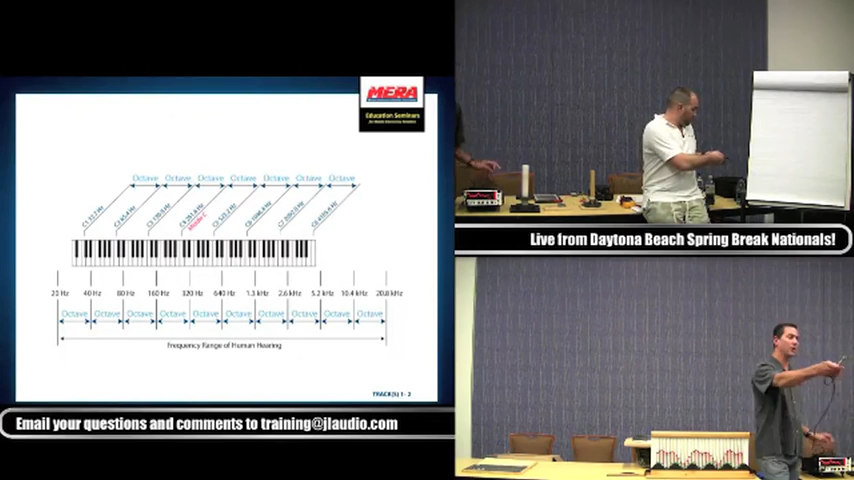 MERA
Education Seminars
Octave Octave Octave Octave Octave Octave Octave
Middle C
20 Hz 40 Hz 80 Hz 160 Hz 320 Hz 640 Hz 1.3 kHz 2.6 kHz 5.2 kHz 10.4 kHz 20.8 kHz
Octave Octave Octave Octave Octave Octave Octave Octave Octave Octave
Frequency Range of Human Hearing
TRACK(S) 1- 2
Email your questions and comments to training@jlaudio.com
Live from Daytona Beach Spring Break Nationals!